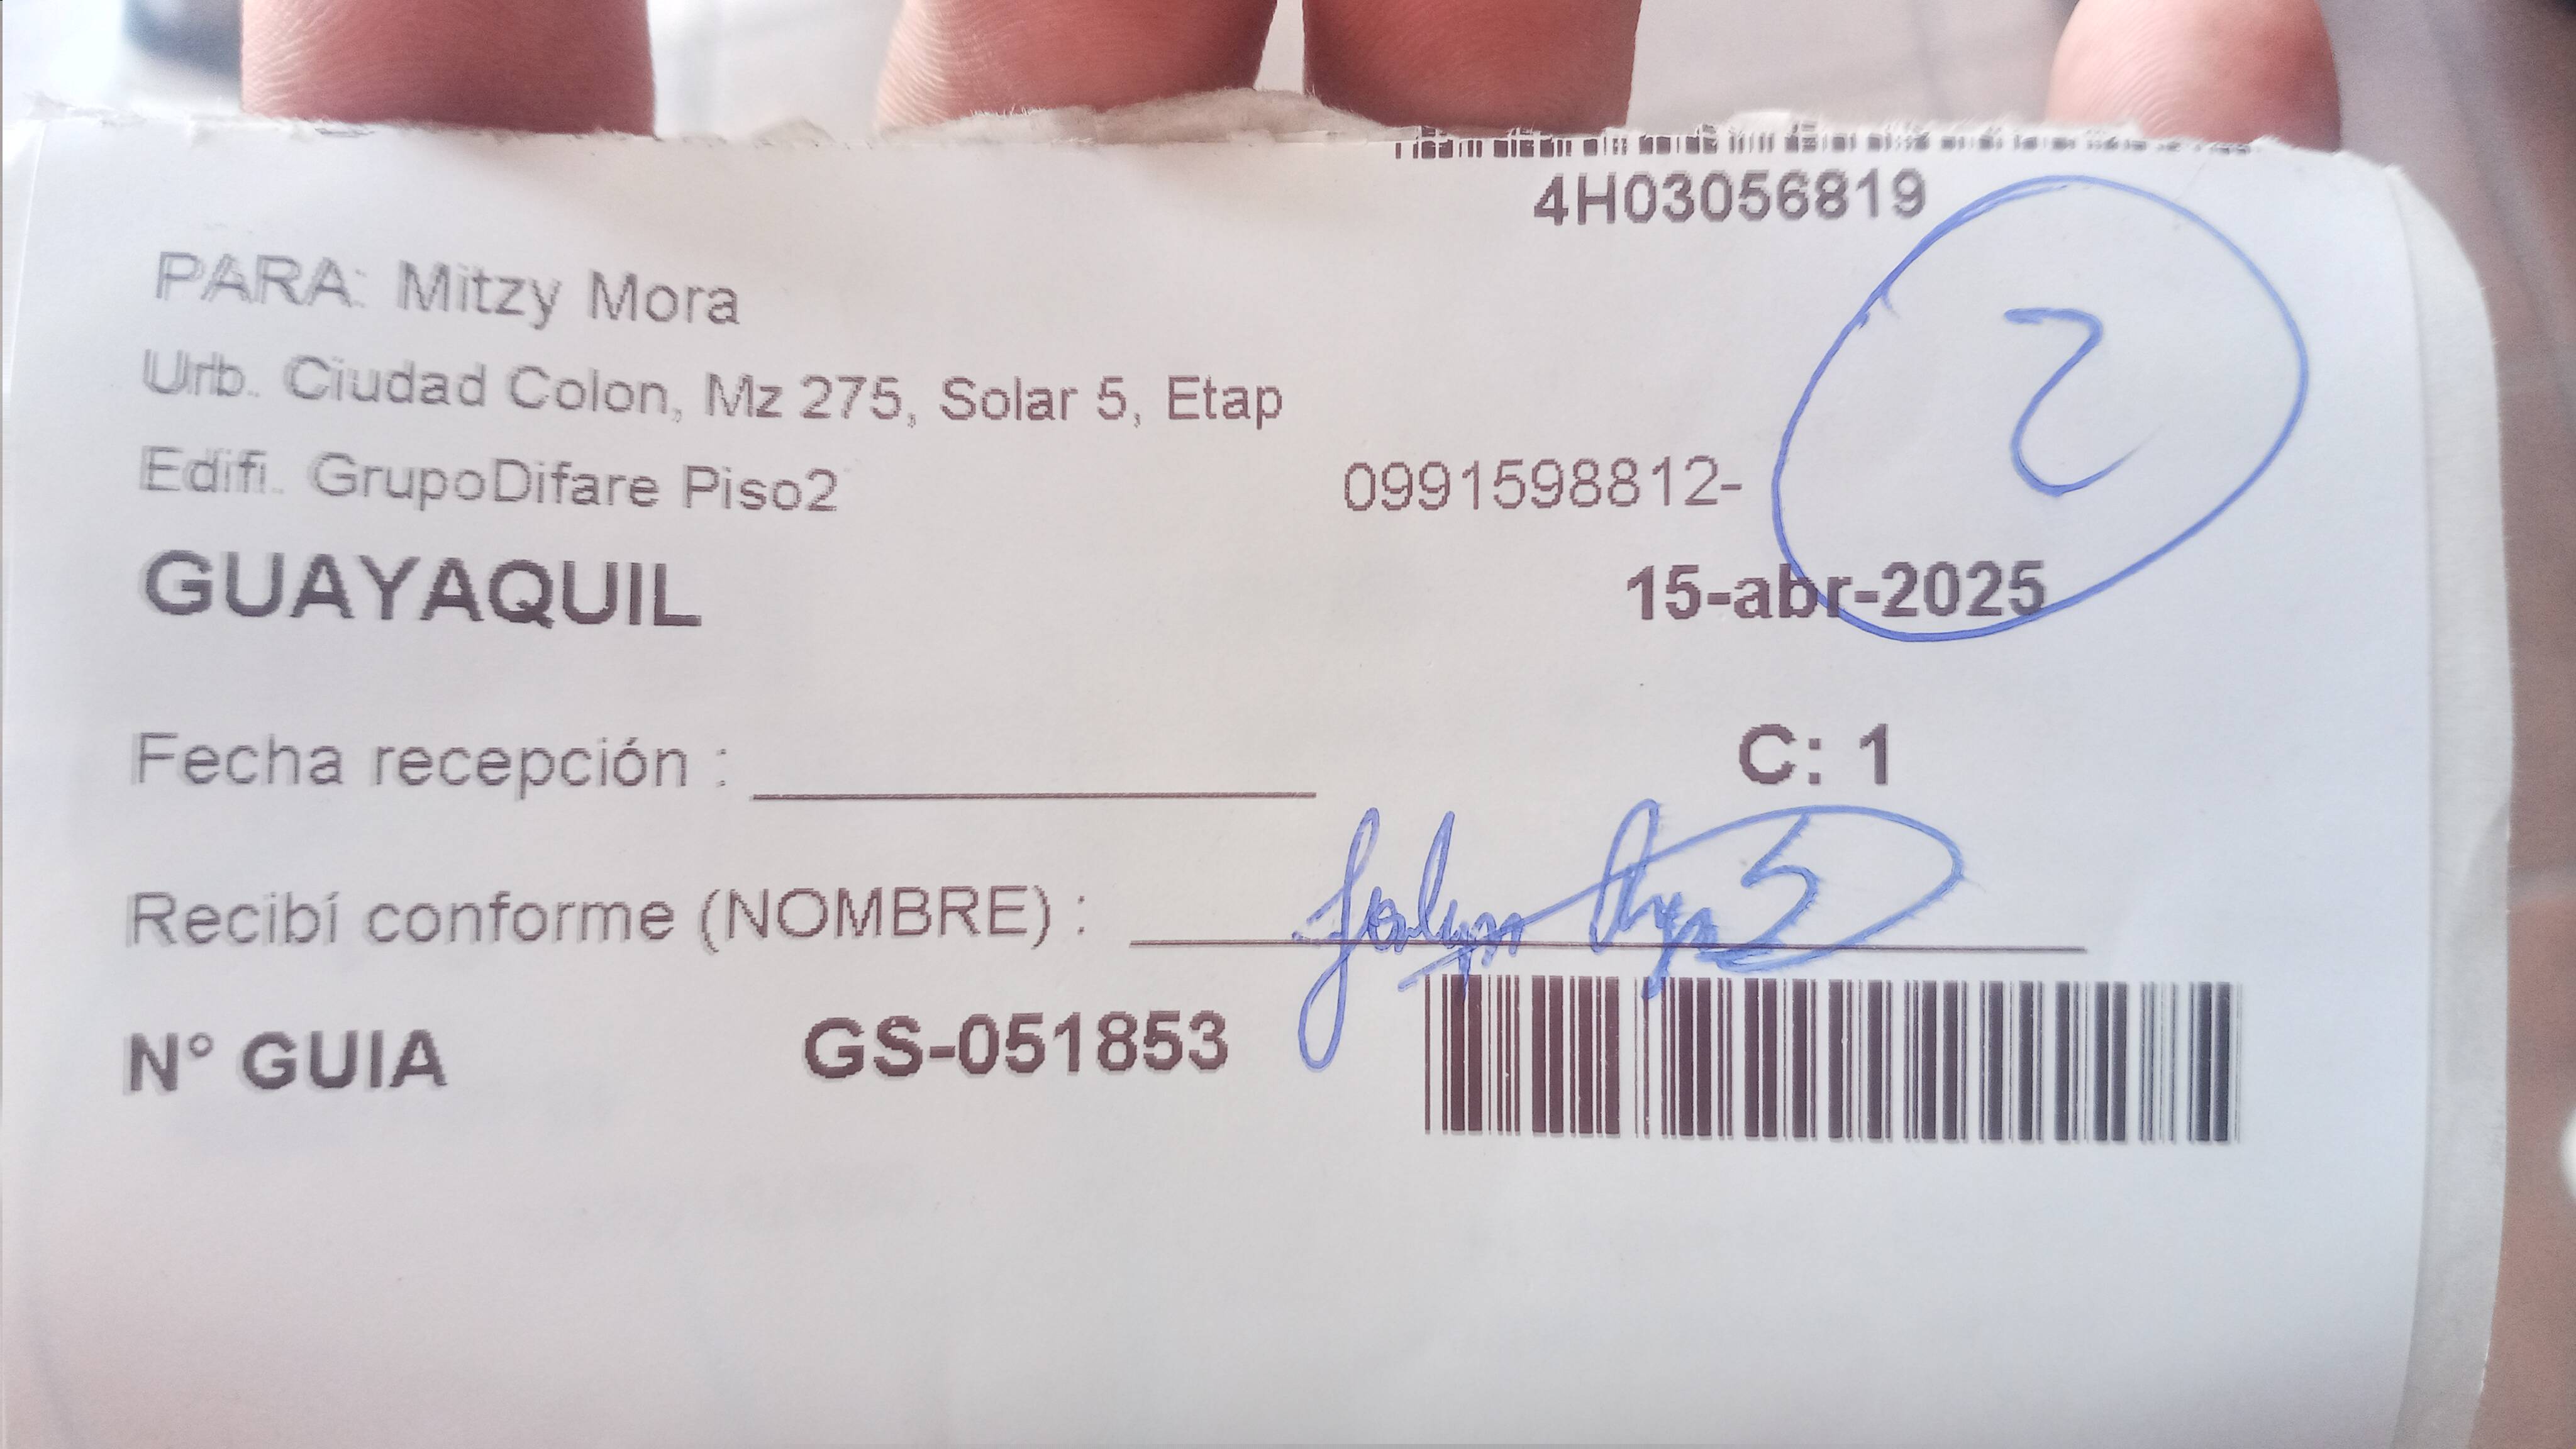 4H03056819
PARA: Mitzy Mora
Urb. Ciudad Colon, Mz 275, Solar 5, Etap
Edifi. GrupoDifare Piso2
0991598812-
2
GUAYAQUIL
15-abr-2025
Fecha recepción :
C: 1
Recibí conforme (NOMBRE) :
N° GUIA GS-051853